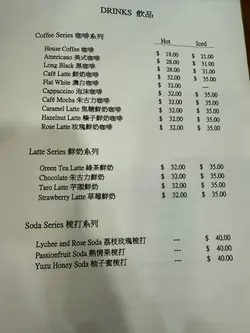 DRINKS 飲品
Coffee Series 咖啡系列 Hot Iced
House Coffee 咖啡 $ 18.00 $ 21.00
Americano 美式咖啡 $ 28.00 $ 31.00
Long Black 黑咖啡 $ 28.00 $ 31.00
Café Latte 鮮奶咖啡 $ 32.00 $ 35.00
Flat White 澳白咖啡 $ 32.00 ---
Cappuccino 泡沫咖啡 $ 32.00 $ 35.00
Café Mocha 朱古力咖啡 $ 32.00 $ 35.00
Caramel Latte 焦糖鮮奶咖啡 $ 32.00 $ 35.00
Hazelnut Latte 榛子鮮奶咖啡 $ 32.00 $ 35.00
Rose Latte 玫瑰鮮奶咖啡 $ 32.00 $ 35.00
Latte Series 鮮奶系列
Green Tea Latte 綠茶鮮奶 $ 32.00 $ 35.00
Chocolate 朱古力鮮奶 $ 32.00 $ 35.00
Taro Latte 芋頭鮮奶 $ 32.00 $ 35.00
Strawberry Latte 草莓鮮奶 $ 32.00 $ 35.00
Soda Series 梳打系列
Lychee and Rose Soda 荔枝玫瑰梳打 --- $ 40.00
Passionfruit Soda 熱情果梳打 --- $ 40.00
Yuzu Honey Soda 柚子蜜梳打 --- $ 40.00